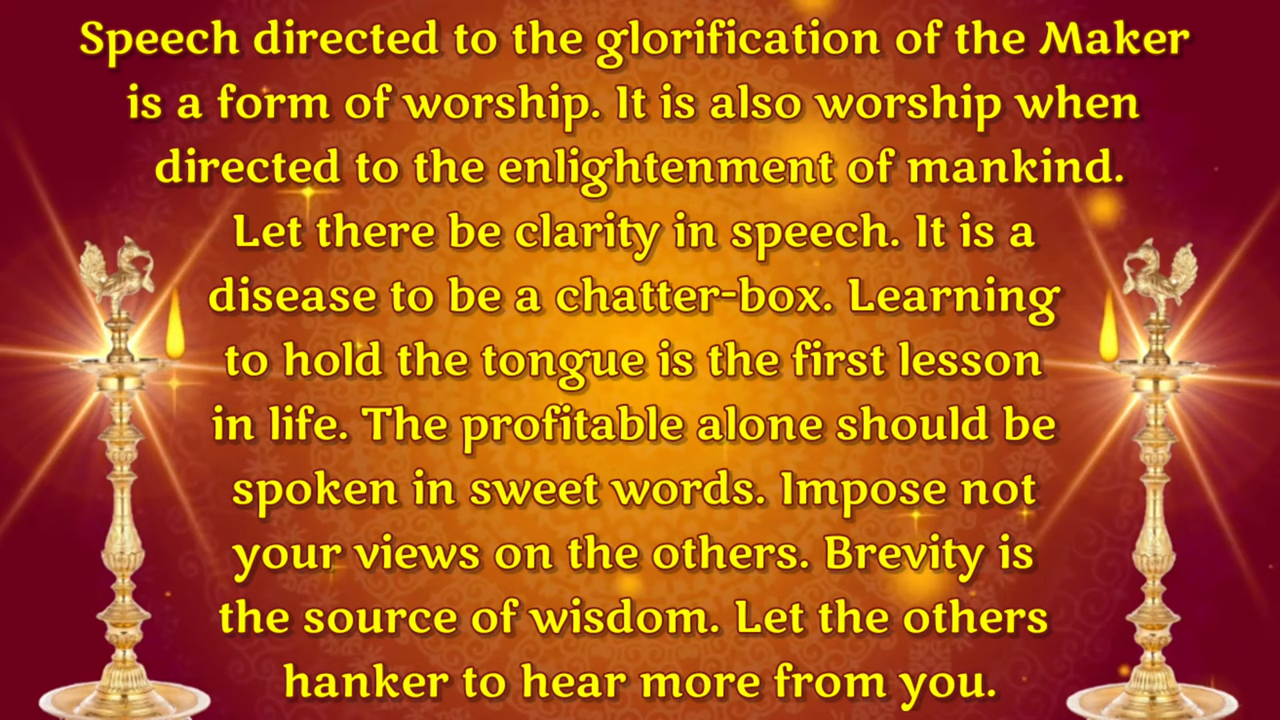 Speech directed to the glorification of the Maker
is a form of worship. It is also worship when
directed to the enlightenment of mankind.
Let there be clarity in speech. It is a
disease to be a chatter-box. Learning
to hold the tongue is the first lesson
in life. The profitable alone should be
spoken in sweet words. Impose not
your views on the others. Brevity is
the source of wisdom. Let the others
hanker to hear more from you.